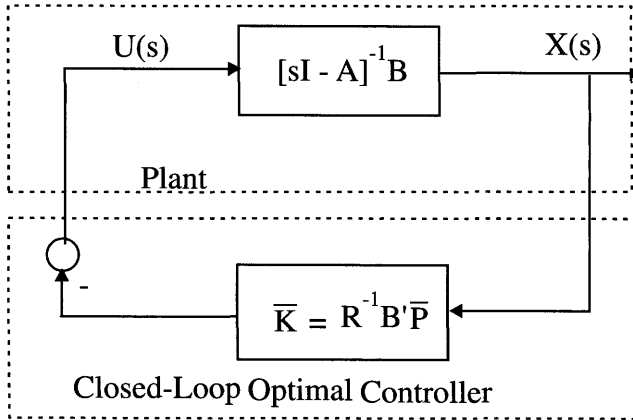 U(s)
[sI - A]⁻¹B
X(s)
Plant
-
K̅ = R⁻¹B'P̅
Closed-Loop Optimal Controller